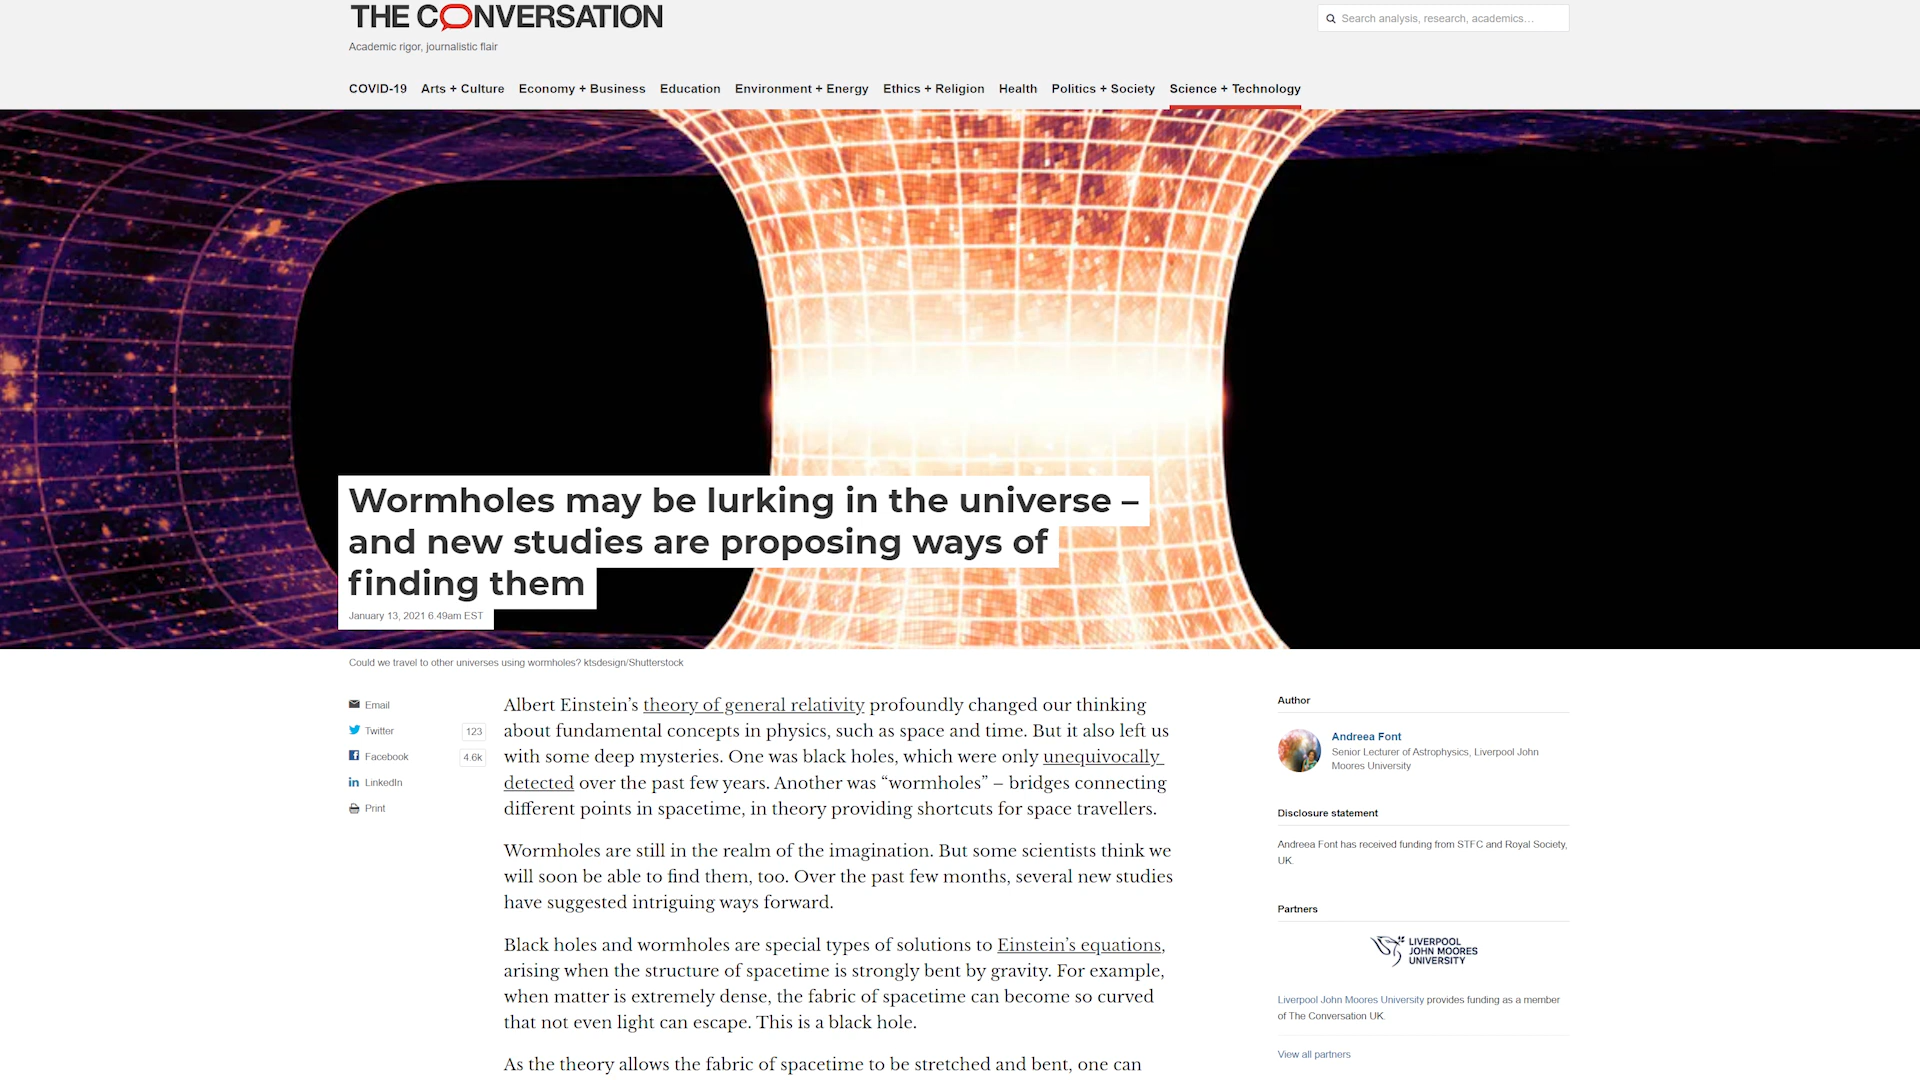 THE CONVERSATION
Academic rigor, journalistic flair
Search analysis, research, academics…
COVID-19 Arts + Culture Economy + Business Education Environment + Energy Ethics + Religion Health Politics + Society Science + Technology
Wormholes may be lurking in the universe –
and new studies are proposing ways of
finding them
January 13, 2021 6.49am EST
Could we travel to other universes using wormholes? ktsdesign/Shutterstock
Email
Twitter 123
Facebook 4.6k
LinkedIn
Print
Albert Einstein’s theory of general relativity profoundly changed our thinking
about fundamental concepts in physics, such as space and time. But it also left us
with some deep mysteries. One was black holes, which were only unequivocally
detected over the past few years. Another was “wormholes” – bridges connecting
different points in spacetime, in theory providing shortcuts for space travellers.
Wormholes are still in the realm of the imagination. But some scientists think we
will soon be able to find them, too. Over the past few months, several new studies
have suggested intriguing ways forward.
Black holes and wormholes are special types of solutions to Einstein’s equations,
arising when the structure of spacetime is strongly bent by gravity. For example,
when matter is extremely dense, the fabric of spacetime can become so curved
that not even light can escape. This is a black hole.
As the theory allows the fabric of spacetime to be stretched and bent, one can
Author
Andreea Font
Senior Lecturer of Astrophysics, Liverpool John
Moores University
Disclosure statement
Andreea Font has received funding from STFC and Royal Society,
UK.
Partners
LIVERPOOL
JOHN MOORES
UNIVERSITY
Liverpool John Moores University provides funding as a member
of The Conversation UK.
View all partners